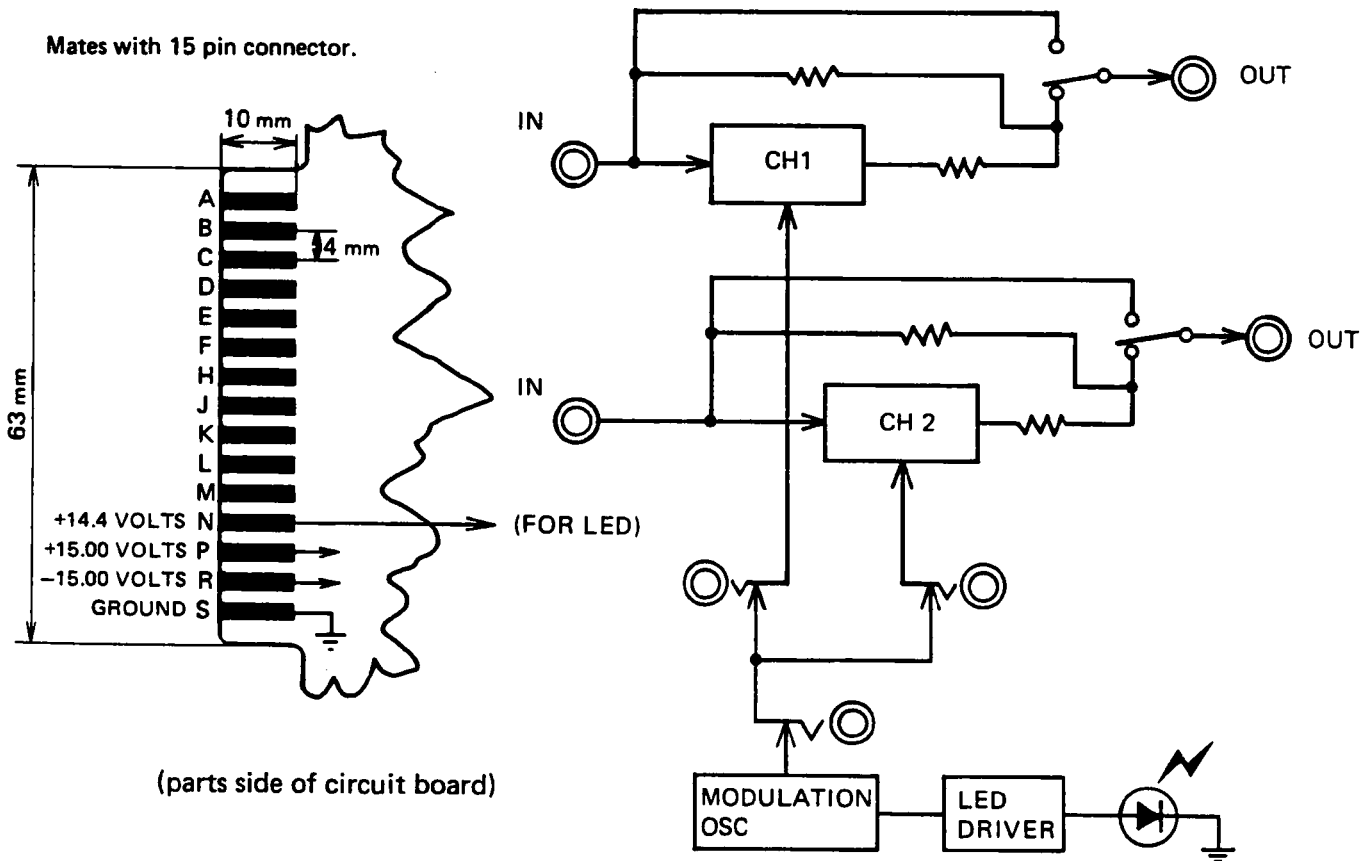 Mates with 15 pin connector.
10 mm
63 mm
A
B
C
4 mm
D
E
F
H
J
K
L
M
+14.4 VOLTS N
(FOR LED)
+15.00 VOLTS P
−15.00 VOLTS R
GROUND S
(parts side of circuit board)
IN
CH1
OUT
IN
CH 2
OUT
MODULATION
OSC
LED
DRIVER